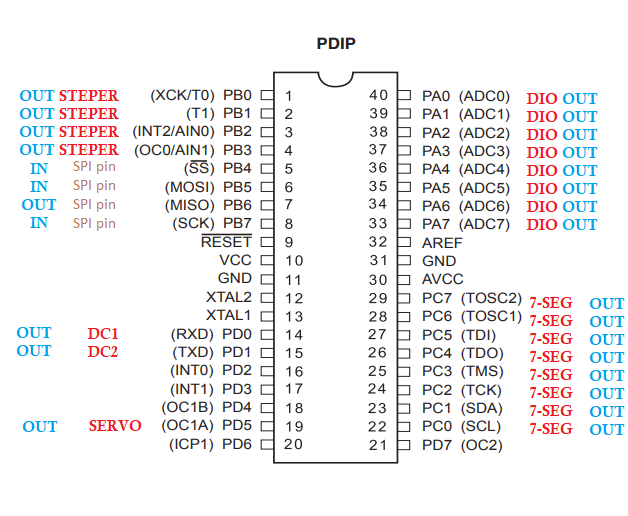 PDIP
OUT STEPER (XCK/T0) PB0 1 40 PA0 (ADC0) DIO OUT
OUT STEPER (T1) PB1 2 39 PA1 (ADC1) DIO OUT
OUT STEPER (INT2/AIN0) PB2 3 38 PA2 (ADC2) DIO OUT
OUT STEPER (OC0/AIN1) PB3 4 37 PA3 (ADC3) DIO OUT
IN SPI pin (SS) PB4 5 36 PA4 (ADC4) DIO OUT
IN SPI pin (MOSI) PB5 6 35 PA5 (ADC5) DIO OUT
OUT SPI pin (MISO) PB6 7 34 PA6 (ADC6) DIO OUT
IN SPI pin (SCK) PB7 8 33 PA7 (ADC7) DIO OUT
RESET 9 32 AREF
VCC 10 31 GND
GND 11 30 AVCC
XTAL2 12 29 PC7 (TOSC2) 7-SEG OUT
XTAL1 13 28 PC6 (TOSC1) 7-SEG OUT
OUT DC1 (RXD) PD0 14 27 PC5 (TDI) 7-SEG OUT
OUT DC2 (TXD) PD1 15 26 PC4 (TDO) 7-SEG OUT
(INT0) PD2 16 25 PC3 (TMS) 7-SEG OUT
(INT1) PD3 17 24 PC2 (TCK) 7-SEG OUT
(OC1B) PD4 18 23 PC1 (SDA) 7-SEG OUT
OUT SERVO (OC1A) PD5 19 22 PC0 (SCL) 7-SEG OUT
(ICP1) PD6 20 21 PD7 (OC2)